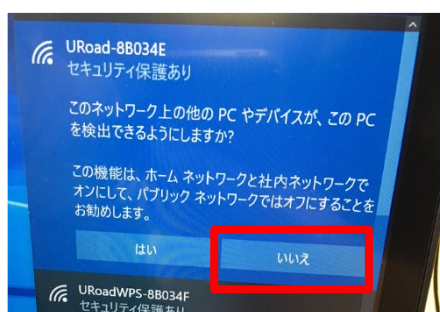 URoad-8B034E
セキュリティ保護あり
このネットワーク上の他の PC やデバイスが、この PC
を検出できるようにしますか?
この機能は、ホーム ネットワークと社内ネットワークで
オンにして、パブリック ネットワークではオフにすることを
お勧めします。
はい
いいえ
URoadWPS-8B034F
セキュリティ保護あり